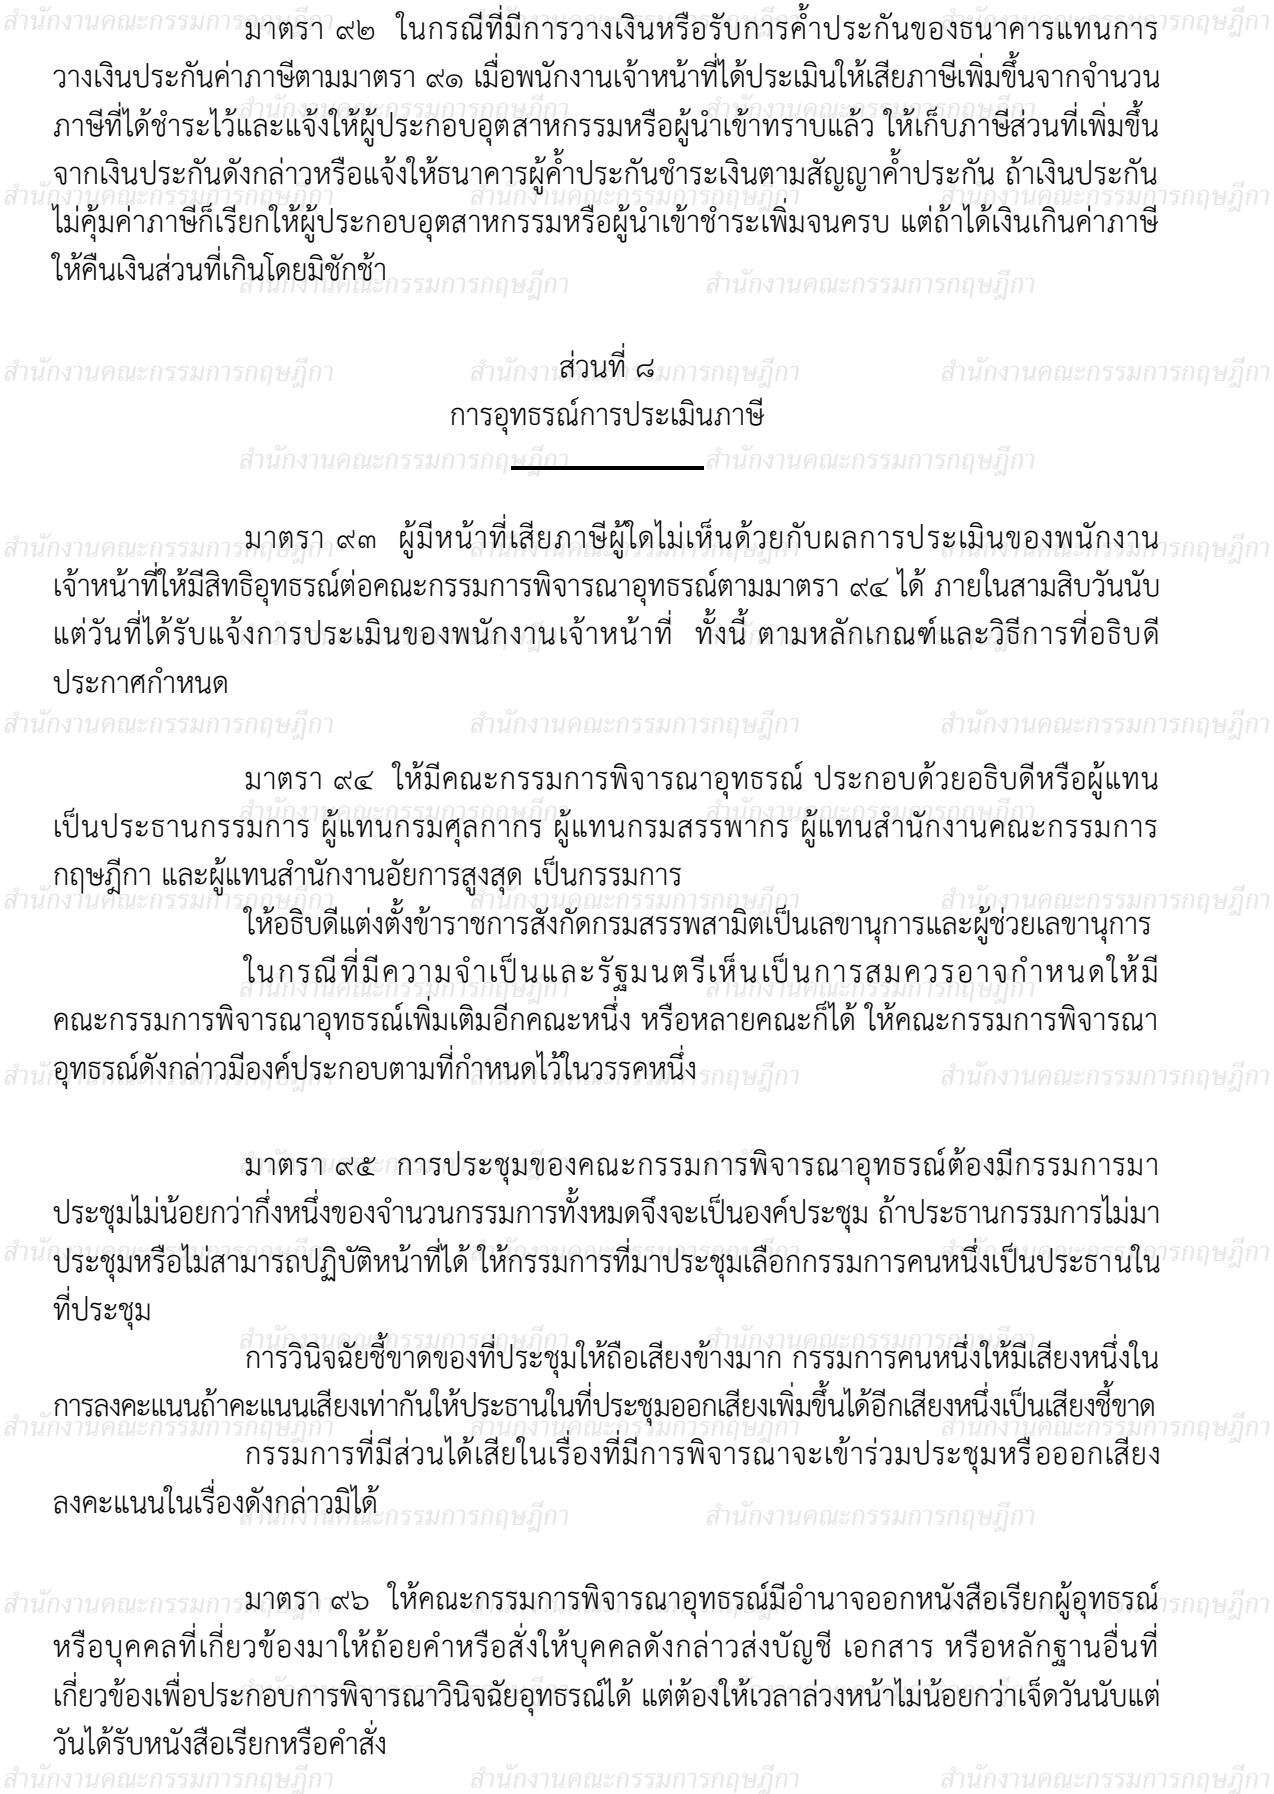 มาตรา ๙๒ ในกรณีที่มีการวางเงินหรือรับการค้ำประกันของธนาคารแทนการ
วางเงินประกันค่าภาษีตามมาตรา ๙๑ เมื่อพนักงานเจ้าหน้าที่ได้ประเมินให้เสียภาษีเพิ่มขึ้นจากจำนวน
ภาษีที่ได้ชำระไว้และแจ้งให้ผู้ประกอบอุตสาหกรรมหรือผู้นำเข้าทราบแล้ว ให้เก็บภาษีส่วนที่เพิ่มขึ้น
จากเงินประกันดังกล่าวหรือแจ้งให้ธนาคารผู้ค้ำประกันชำระเงินตามสัญญาค้ำประกัน ถ้าเงินประกัน
ไม่คุ้มค่าภาษีก็เรียกให้ผู้ประกอบอุตสาหกรรมหรือผู้นำเข้าชำระเพิ่มจนครบ แต่ถ้าได้เงินเกินค่าภาษี
ให้คืนเงินส่วนที่เกินโดยมิชักช้า
ส่วนที่ ๘
การอุทธรณ์การประเมินภาษี
มาตรา ๙๓ ผู้มีหน้าที่เสียภาษีผู้ใดไม่เห็นด้วยกับผลการประเมินของพนักงาน
เจ้าหน้าที่ให้มีสิทธิอุทธรณ์ต่อคณะกรรมการพิจารณาอุทธรณ์ตามมาตรา ๙๔ ได้ ภายในสามสิบวันนับ
แต่วันที่ได้รับแจ้งการประเมินของพนักงานเจ้าหน้าที่ ทั้งนี้ ตามหลักเกณฑ์และวิธีการที่อธิบดี
ประกาศกำหนด
มาตรา ๙๔ ให้มีคณะกรรมการพิจารณาอุทธรณ์ ประกอบด้วยอธิบดีหรือผู้แทน
เป็นประธานกรรมการ ผู้แทนกรมศุลกากร ผู้แทนกรมสรรพากร ผู้แทนสำนักงานคณะกรรมการ
กฤษฎีกา และผู้แทนสำนักงานอัยการสูงสุด เป็นกรรมการ
ให้อธิบดีแต่งตั้งข้าราชการสังกัดกรมสรรพสามิตเป็นเลขานุการและผู้ช่วยเลขานุการ
ในกรณีที่มีความจำเป็นและรัฐมนตรีเห็นเป็นการสมควรอาจกำหนดให้มี
คณะกรรมการพิจารณาอุทธรณ์เพิ่มเติมอีกคณะหนึ่ง หรือหลายคณะก็ได้ ให้คณะกรรมการพิจารณา
อุทธรณ์ดังกล่าวมีองค์ประกอบตามที่กำหนดไว้ในวรรคหนึ่ง
มาตรา ๙๕ การประชุมของคณะกรรมการพิจารณาอุทธรณ์ต้องมีกรรมการมา
ประชุมไม่น้อยกว่ากึ่งหนึ่งของจำนวนกรรมการทั้งหมดจึงจะเป็นองค์ประชุม ถ้าประธานกรรมการไม่มา
ประชุมหรือไม่สามารถปฏิบัติหน้าที่ได้ ให้กรรมการที่มาประชุมเลือกกรรมการคนหนึ่งเป็นประธานใน
ที่ประชุม
การวินิจฉัยชี้ขาดของที่ประชุมให้ถือเสียงข้างมาก กรรมการคนหนึ่งให้มีเสียงหนึ่งใน
การลงคะแนนถ้าคะแนนเสียงเท่ากันให้ประธานในที่ประชุมออกเสียงเพิ่มขึ้นได้อีกเสียงหนึ่งเป็นเสียงชี้ขาด
กรรมการที่มีส่วนได้เสียในเรื่องที่มีการพิจารณาจะเข้าร่วมประชุมหรือออกเสียง
ลงคะแนนในเรื่องดังกล่าวมิได้
มาตรา ๙๖ ให้คณะกรรมการพิจารณาอุทธรณ์มีอำนาจออกหนังสือเรียกผู้อุทธรณ์
หรือบุคคลที่เกี่ยวข้องมาให้ถ้อยคำหรือสั่งให้บุคคลดังกล่าวส่งบัญชี เอกสาร หรือหลักฐานอื่นที่
เกี่ยวข้องเพื่อประกอบการพิจารณาวินิจฉัยอุทธรณ์ได้ แต่ต้องให้เวลาล่วงหน้าไม่น้อยกว่าเจ็ดวันนับแต่
วันได้รับหนังสือเรียกหรือคำสั่ง